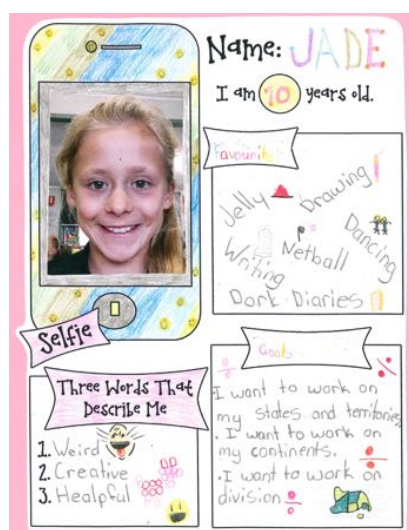 Name: JADE
I am 10 years old.
Favourite
Jelly
Drawing
Dancing
Writing
Netball
Dork Diaries
Selfie
Three Words That
Describe Me
1. Weird
2. Creative
3. Healpful
Goals
I want to work on
my states and territories
. I want to work on
my continents.
. I want to work on
division